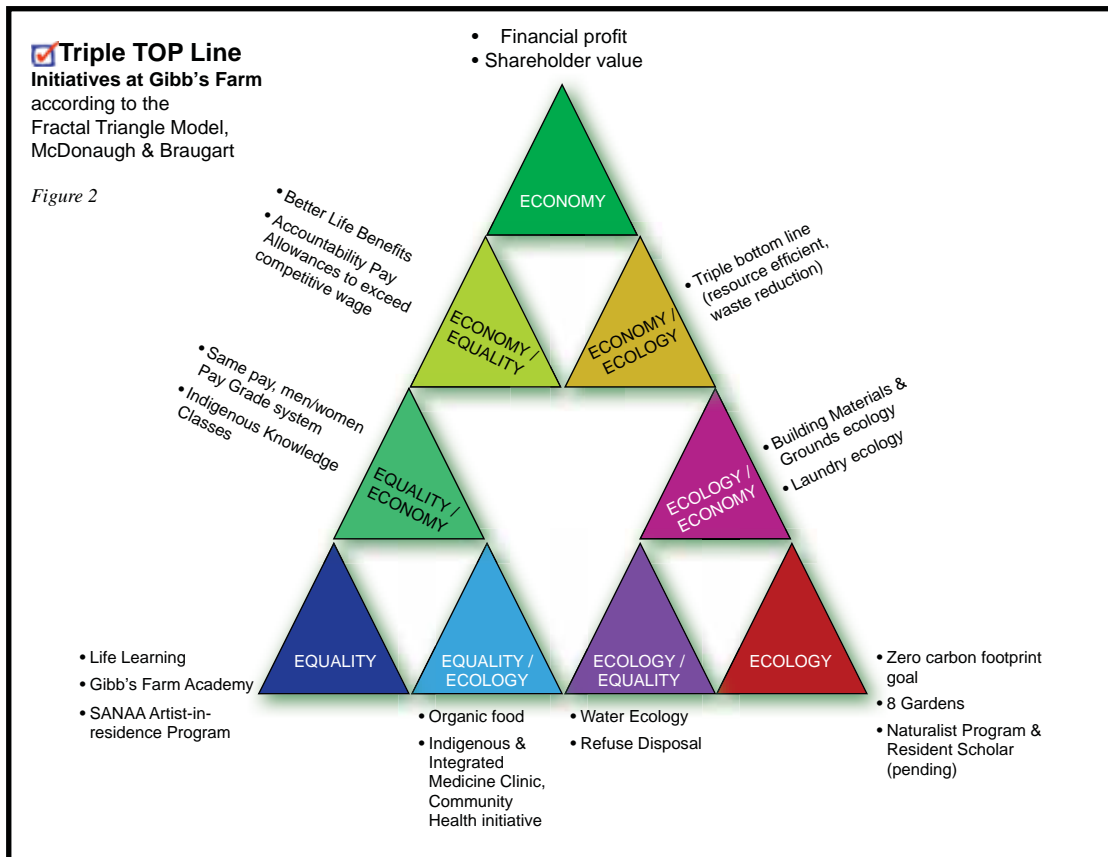 Triple TOP Line
Initiatives at Gibb's Farm
according to the
Fractal Triangle Model,
McDonaugh & Braugart
Figure 2
• Financial profit
• Shareholder value
ECONOMY
• Better Life Benefits
• Accountability Pay
Allowances to exceed
competitive wage
ECONOMY /
EQUALITY
ECONOMY /
ECOLOGY
• Triple bottom line
(resource efficient,
waste reduction)
• Same pay, men/women
Pay Grade system
• Indigenous Knowledge
Classes
EQUALITY /
ECONOMY
ECOLOGY /
ECONOMY
• Building Materials &
Grounds ecology
• Laundry ecology
EQUALITY
EQUALITY /
ECOLOGY
ECOLOGY /
EQUALITY
ECOLOGY
• Life Learning
• Gibb's Farm Academy
• SANAA Artist-in-
residence Program
• Organic food
• Indigenous &
Integrated
Medicine Clinic,
Community
Health initiative
• Water Ecology
• Refuse Disposal
• Zero carbon footprint
goal
• 8 Gardens
• Naturalist Program &
Resident Scholar
(pending)